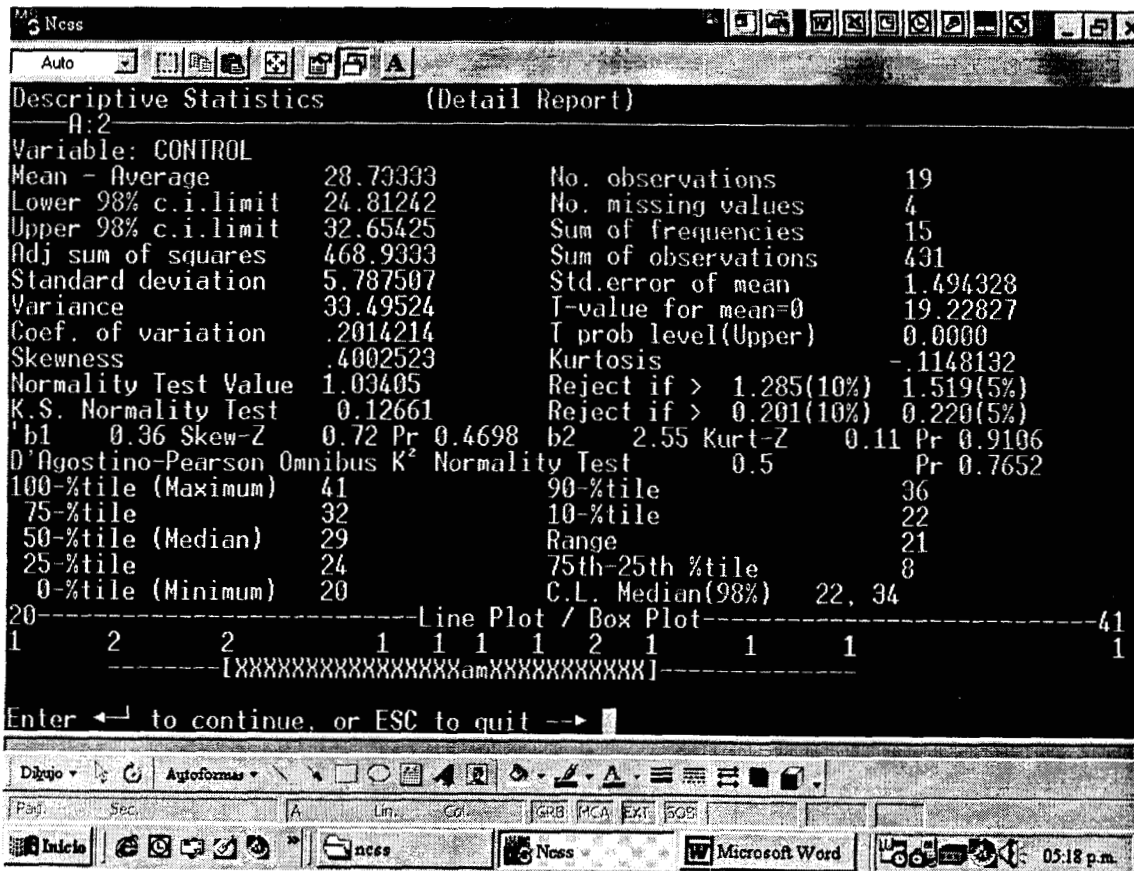 Ncss
Auto
A
Descriptive Statistics (Detail Report)
A:2
Variable: CONTROL
Mean - Average 28.73333 No. observations 19
Lower 98% c.i.limit 24.81242 No. missing values 4
Upper 98% c.i.limit 32.65425 Sum of frequencies 15
Adj sum of squares 468.9333 Sum of observations 431
Standard deviation 5.787507 Std.error of mean 1.494328
Variance 33.49524 T-value for mean=0 19.22827
Coef. of variation .2014214 T prob level(Upper) 0.0000
Skewness .4002523 Kurtosis -.1148132
Normality Test Value 1.03405 Reject if > 1.285(10%) 1.519(5%)
K.S. Normality Test 0.12661 Reject if > 0.201(10%) 0.220(5%)
'b1 0.36 Skew-Z 0.72 Pr 0.4698 b2 2.55 Kurt-Z 0.11 Pr 0.9106
D'Agostino-Pearson Omnibus K² Normality Test 0.5 Pr 0.7652
100-%tile (Maximum) 41 90-%tile 36
75-%tile 32 10-%tile 22
50-%tile (Median) 29 Range 21
25-%tile 24 75th-25th %tile 8
0-%tile (Minimum) 20 C.L. Median(98%) 22, 34
20----------------------------Line Plot / Box Plot----------------------------41
1 2 2 1 1 1 1 2 1 1 1 1
---------[XXXXXXXXXXXXXXXXXamXXXXXXXXXXXX]---------------
Enter ◄─┘ to continue, or ESC to quit --►
Dibujo Autoformas
Pág. Sec. A Lín. Col. GRB MCA EXT SOB
Inicio » ncss Ncss Microsoft Word 05:18 p.m.